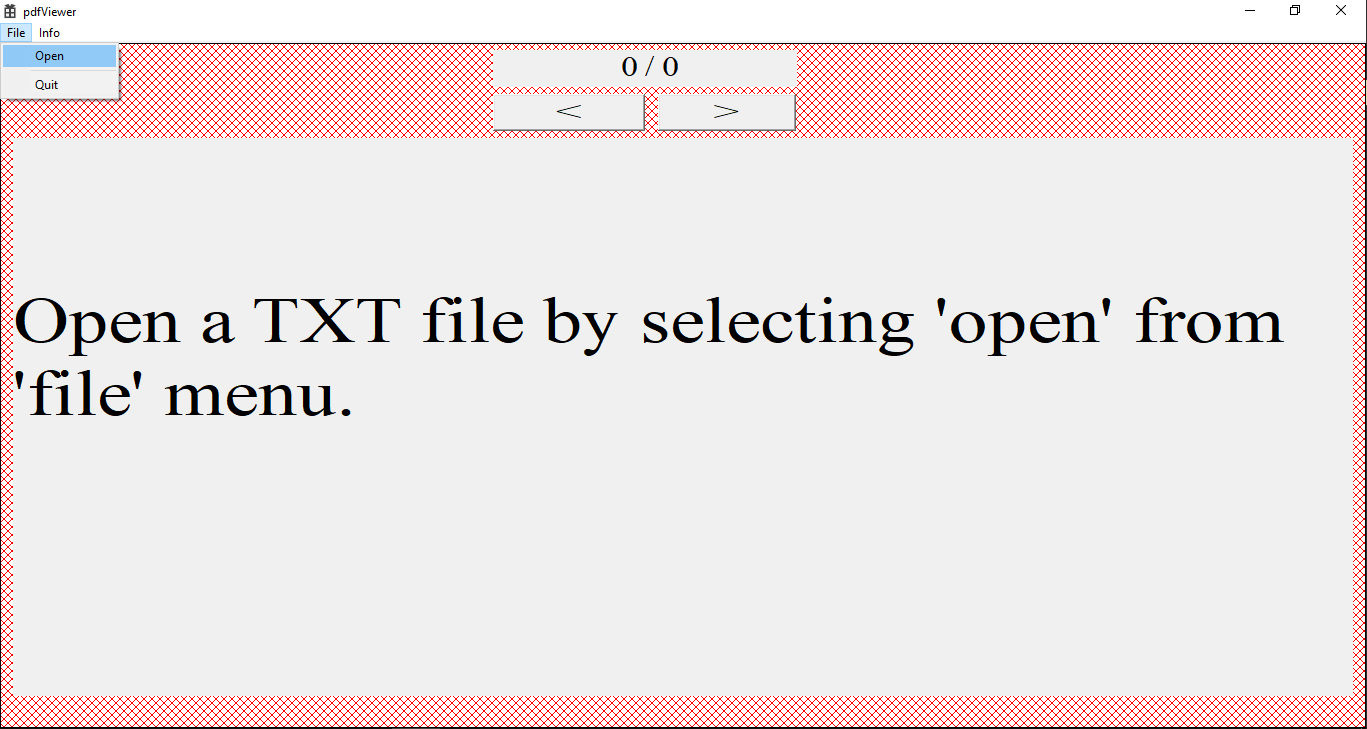 pdfViewer
File Info
Open
Quit
0 / 0
< >
Open a TXT file by selecting 'open' from
'file' menu.